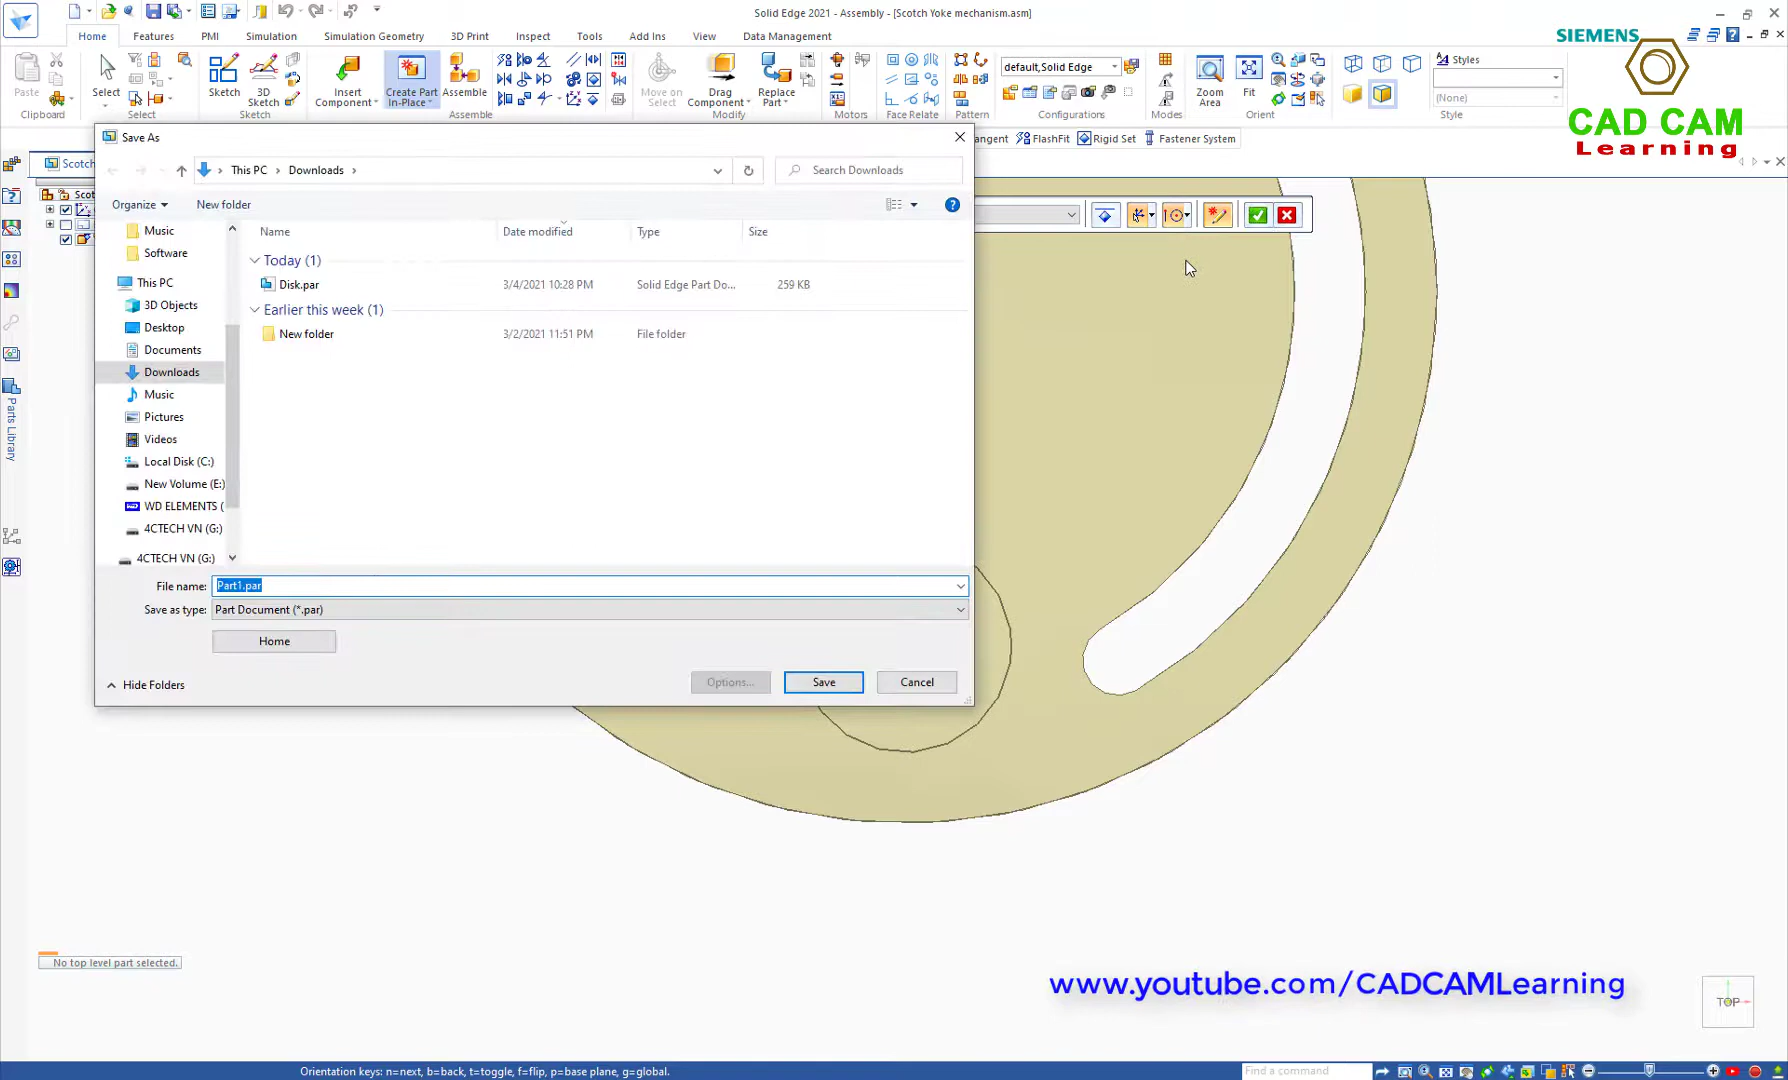 Solid Edge 2021 - Assembly - [Scotch Yoke mechanism.asm]
Home Features PMI Simulation Simulation Geometry 3D Print Inspect Tools Add Ins View Data Management
SIEMENS
Paste
Clipboard
Select
Select
Sketch
3D Sketch
Sketch
Insert Component
Create Part In-Place
Assemble
Assemble
Move on Select
Drag Component
Replace Part
Modify
Motors
Face Relate
Pattern
default,Solid Edge
Configurations
Modes
Zoom Area
Fit
Orient
Styles
(None)
Style
CAD CAM
Learning
angent FlashFit Rigid Set Fastener System
Scotch
Scot
Parts Library
Save As
This PC > Downloads >
Search Downloads
Organize
New folder
Music
Software
This PC
3D Objects
Desktop
Documents
Downloads
Music
Pictures
Videos
Local Disk (C:)
New Volume (E:)
WD ELEMENTS (
4CTECH VN (G:)
4CTECH VN (G:)
Name Date modified Type Size
Today (1)
Disk.par 3/4/2021 10:28 PM Solid Edge Part Do... 259 KB
Earlier this week (1)
New folder 3/2/2021 11:51 PM File folder
File name: Part1.par
Save as type: Part Document (*.par)
Home
Hide Folders
Options...
Save
Cancel
No top level part selected.
www.youtube.com/CADCAMLearning
TOP
Orientation keys: n=next, b=back, t=toggle, f=flip, p=base plane, g=global.
Find a command